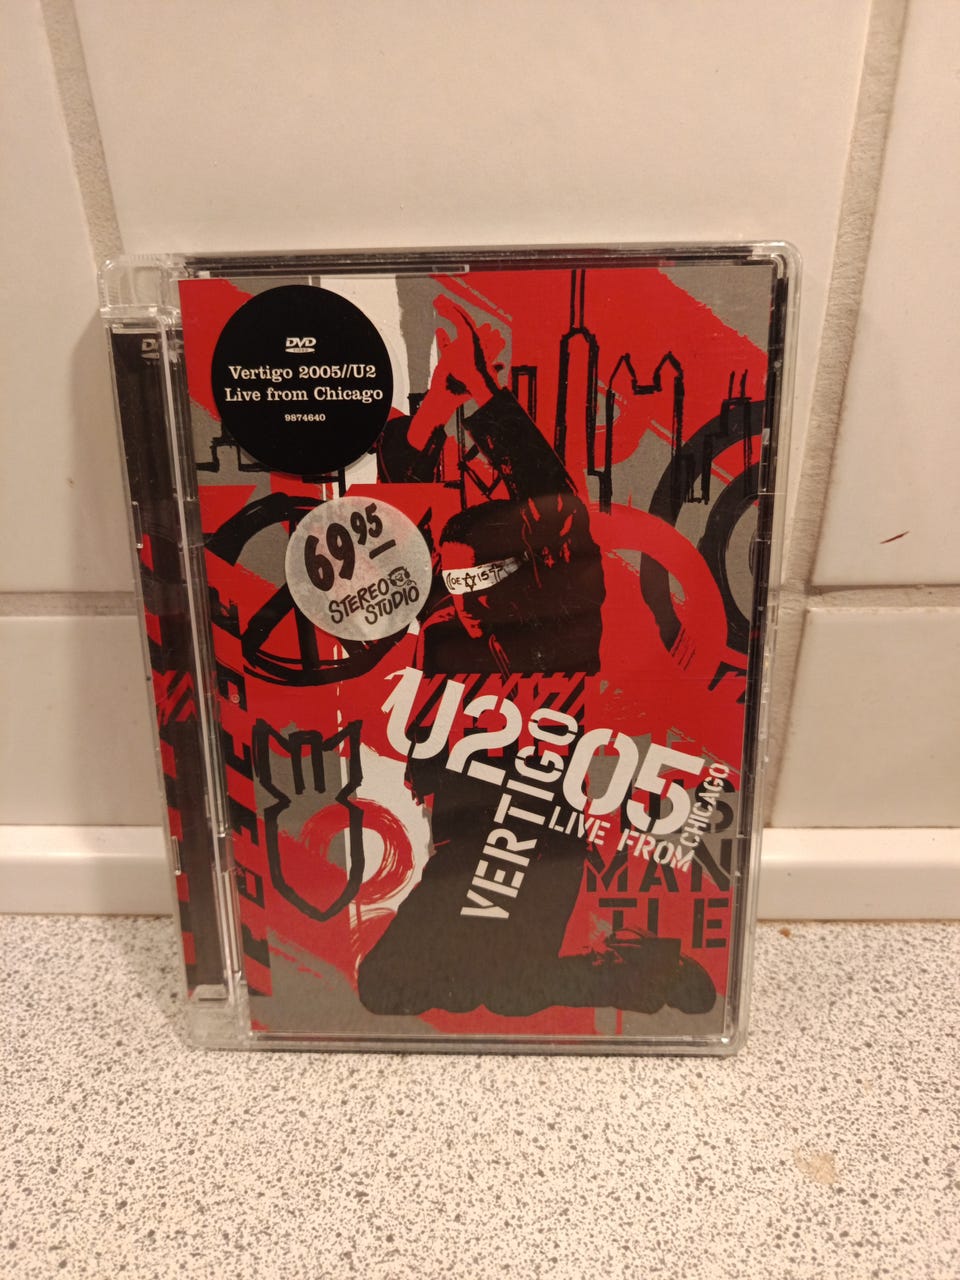 DVD
VIDEO
Vertigo 2005//U2
Live from Chicago
9874640
69 95
STEREO
STUDIO
U2
VERTIGO
05
LIVE FROM
CHICAGO
MAN
TLE